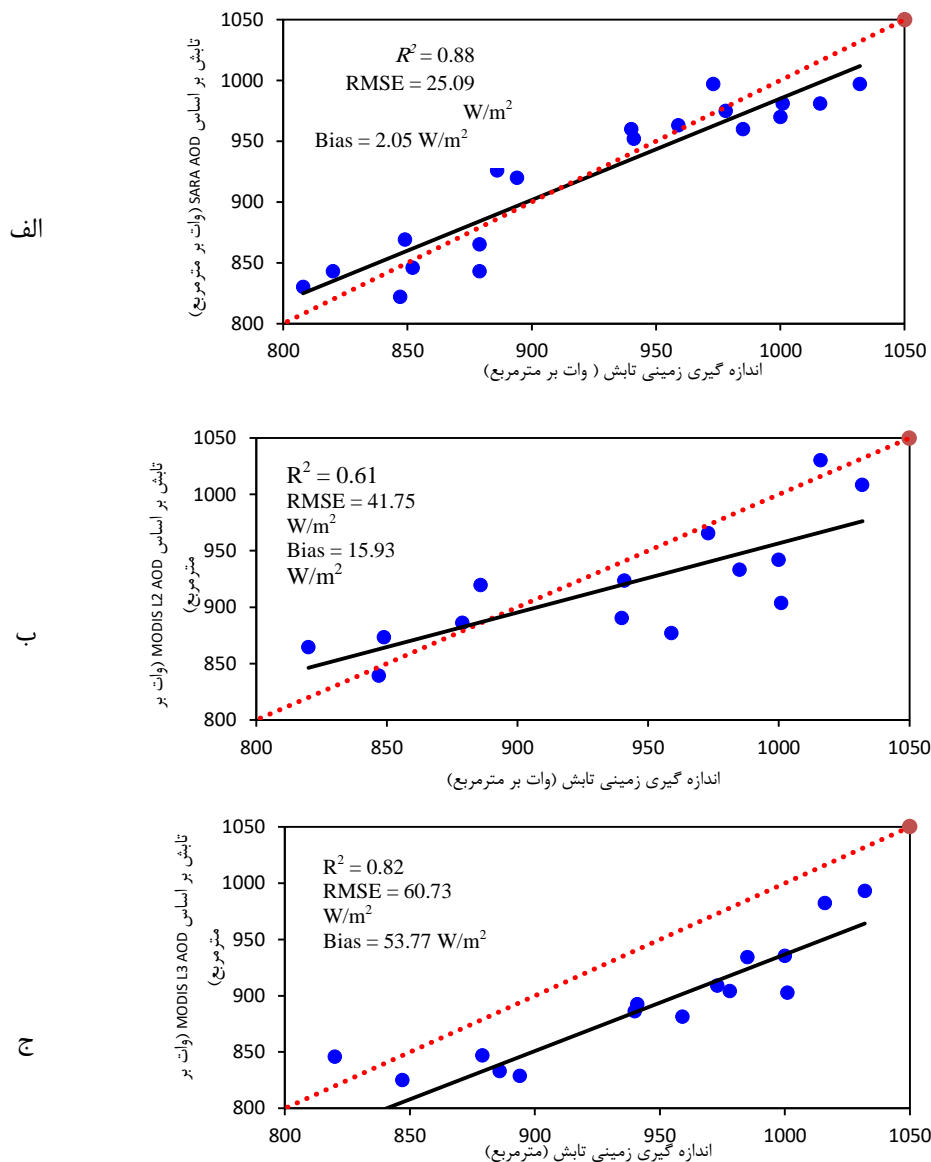 الف
تابش بر اساس SARA AOD (وات بر مترمربع)
1050
1000
950
900
850
800
R² = 0.88
RMSE = 25.09
W/m²
Bias = 2.05 W/m²
800 850 900 950 1000 1050
اندازه گیری زمینی تابش ( وات بر مترمربع)
ب
تابش بر اساس MODIS L2 AOD (وات بر
مترمربع)
1050
1000
950
900
850
800
R² = 0.61
RMSE = 41.75
W/m²
Bias = 15.93
W/m²
800 850 900 950 1000 1050
اندازه گیری زمینی تابش (وات بر مترمربع)
ج
تابش بر اساس MODIS L3 AOD (وات بر
مترمربع)
1050
1000
950
900
850
800
R² = 0.82
RMSE = 60.73
W/m²
Bias = 53.77 W/m²
800 850 900 950 1000 1050
اندازه گیری زمینی تابش (مترمربع)